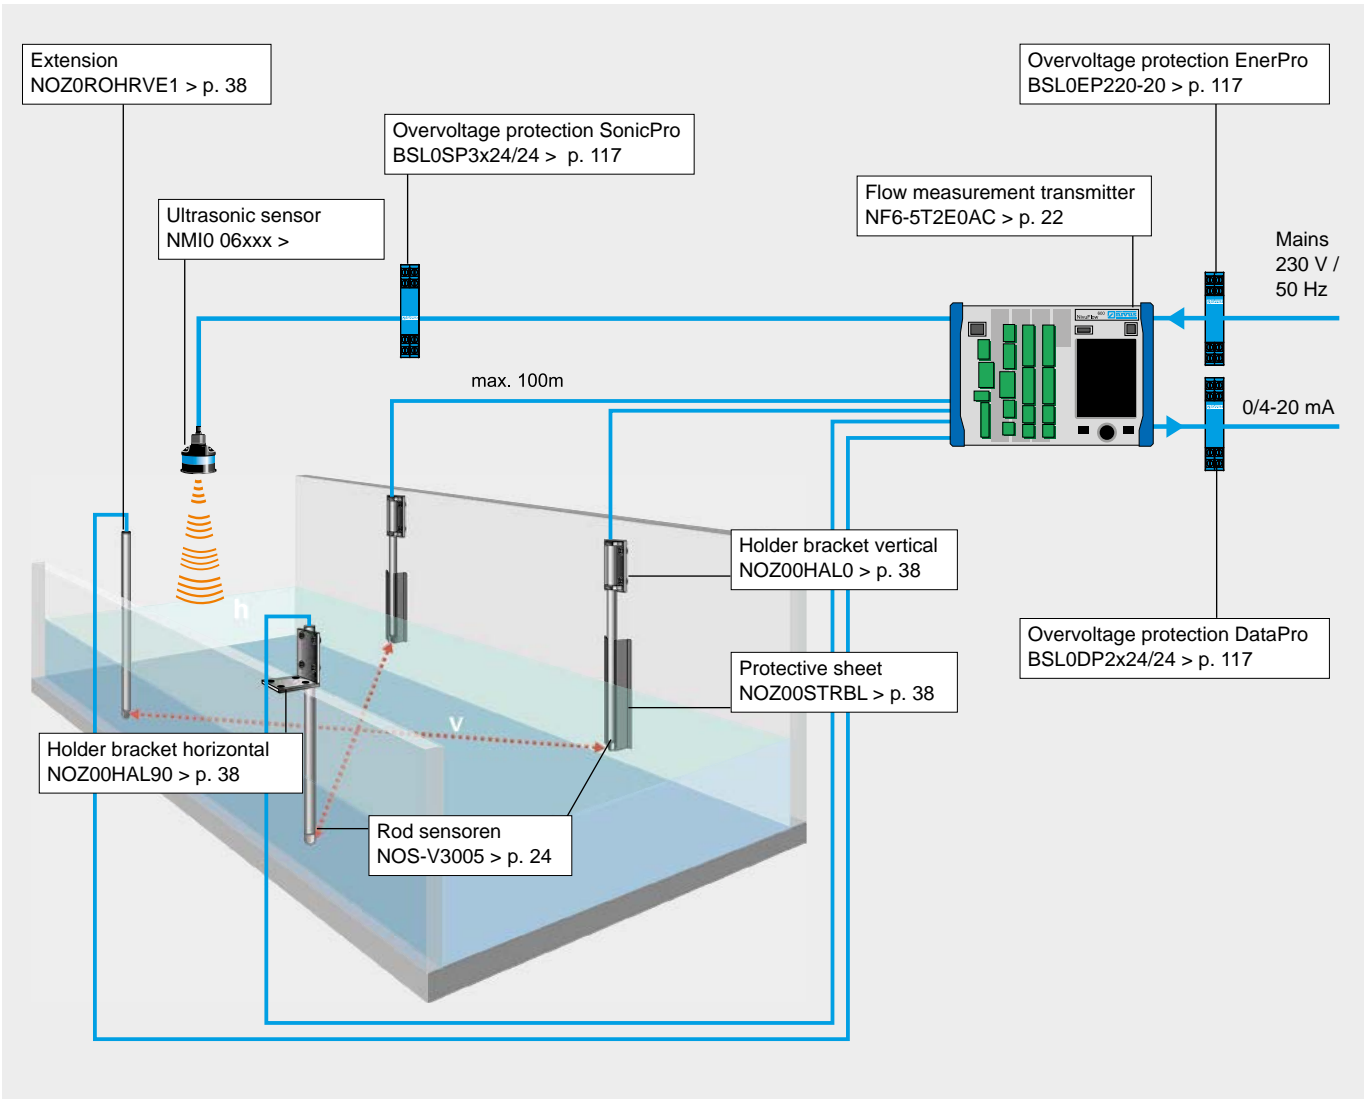 Extension
NOZ0ROHRVE1 > p. 38
Overvoltage protection EnerPro
BSL0EP220-20 > p. 117
Overvoltage protection SonicPro
BSL0SP3x24/24 >  p. 117
Flow measurement transmitter
NF6-5T2E0AC > p. 22
Ultrasonic sensor
NMI0 06xxx >
Mains
230 V /
50 Hz
max. 100m
0/4-20 mA
Holder bracket vertical
NOZ00HAL0 > p. 38
h
Overvoltage protection DataPro
BSL0DP2x24/24 > p. 117
Protective sheet
NOZ00STRBL > p. 38
v
Holder bracket horizontal
NOZ00HAL90 > p. 38
Rod sensoren
NOS-V3005 > p. 24